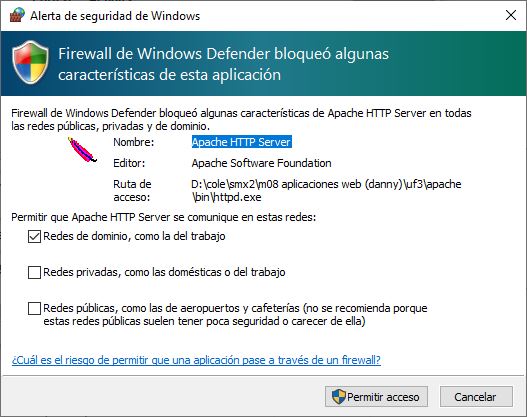 Alerta de seguridad de Windows
Firewall de Windows Defender bloqueó algunas
características de esta aplicación
Firewall de Windows Defender bloqueó algunas características de Apache HTTP Server en todas
las redes públicas, privadas y de dominio.
Nombre: Apache HTTP Server
Editor: Apache Software Foundation
Ruta de D:\cole\smx2\m08 aplicaciones web (danny)\uf3\apache
acceso: \bin\httpd.exe
Permitir que Apache HTTP Server se comunique en estas redes:
Redes de dominio, como la del trabajo
Redes privadas, como las domésticas o del trabajo
Redes públicas, como las de aeropuertos y cafeterías (no se recomienda porque
estas redes públicas suelen tener poca seguridad o carecer de ella)
¿Cuál es el riesgo de permitir que una aplicación pase a través de un firewall?
Permitir acceso Cancelar